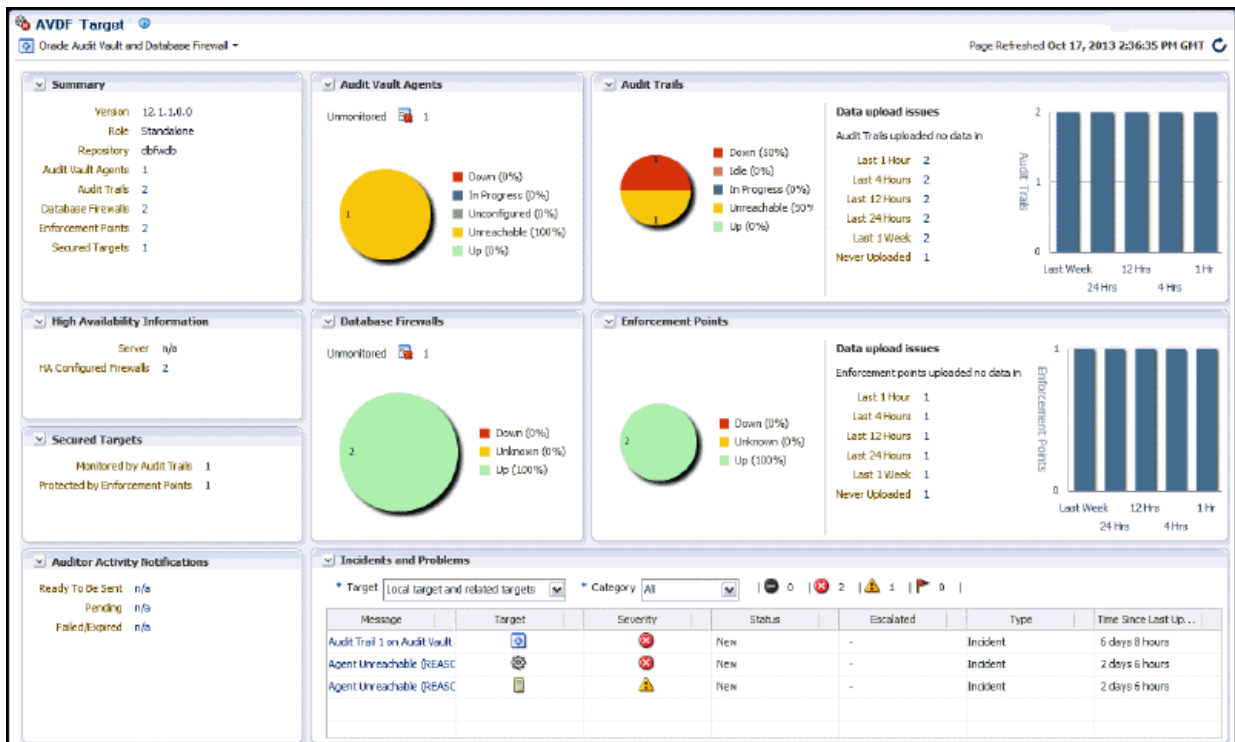 AVDF Target
Oracle Audit Vault and Database Firewall
Page Refreshed Oct 17, 2013 2:36:35 PM GMT
Summary
Version 12.1.1.0.0
Role Standalone
Repository dbfwdb
Audit Vault Agents 1
Audit Trails 2
Database Firewalls 2
Enforcement Points 2
Secured Targets 1
Audit Vault Agents
Unmonitored 1
1
Down (0%)
In Progress (0%)
Unconfigured (0%)
Unreachable (100%)
Up (0%)
Audit Trails
1
1
Down (50%)
Idle (0%)
In Progress (0%)
Unreachable (50%
Up (0%)
Data upload issues
Audit Trails uploaded no data in
Last 1 Hour 2
Last 4 Hours 2
Last 12 Hours 2
Last 24 Hours 2
Last 1 Week 2
Never Uploaded 1
Audit Trails
2
1
0
Last Week 12 Hrs 1 Hr
24 Hrs 4 Hrs
High Availability Information
Server n/a
HA Configured Firewalls 2
Database Firewalls
Unmonitored 1
2
Down (0%)
Unknown (0%)
Up (100%)
Enforcement Points
2
Down (0%)
Unknown (0%)
Up (100%)
Data upload issues
Enforcement points uploaded no data in
Last 1 Hour 1
Last 4 Hours 1
Last 12 Hours 1
Last 24 Hours 1
Last 1 Week 1
Never Uploaded 1
Enforcement Points
1
0
Last Week 12 Hrs 1 Hr
24 Hrs 4 Hrs
Secured Targets
Monitored by Audit Trails 1
Protected by Enforcement Points 1
Auditor Activity Notifications
Ready To Be Sent n/a
Pending n/a
Failed/Expired n/a
Incidents and Problems
* Target Local target and related targets * Category All | 0 | 2 | 1 | 0 |
Message Target Severity Status Escalated Type Time Since Last Up...
Audit Trail 1 on Audit Vault New - Incident 6 days 8 hours
Agent Unreachable (REASC New - Incident 2 days 6 hours
Agent Unreachable (REASC New - Incident 2 days 6 hours